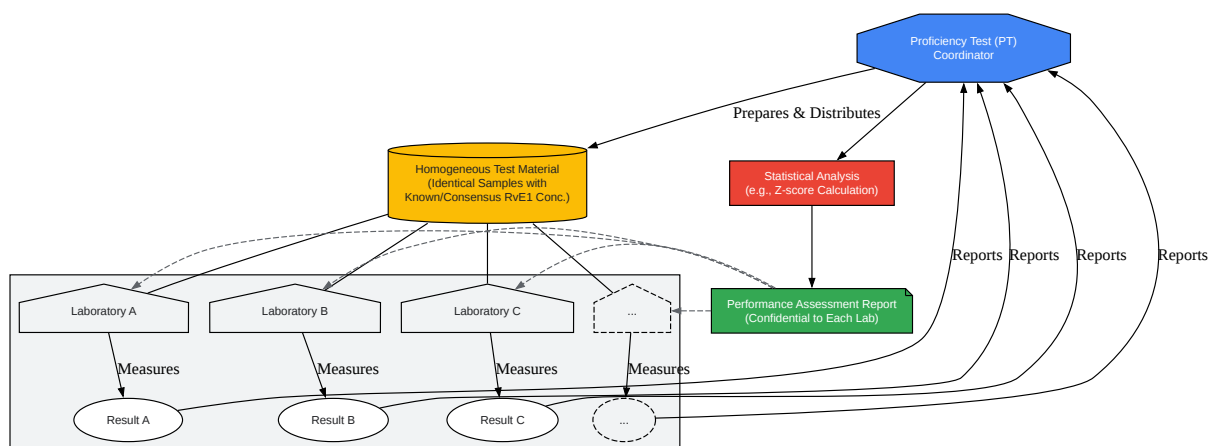 Proficiency Test (PT)
Coordinator
Prepares & Distributes
Homogeneous Test Material
(Identical Samples with
Known/Consensus RvE1 Conc.)
Statistical Analysis
(e.g., Z-score Calculation)
Reports
Reports
Reports
Reports
Laboratory A
Laboratory B
Laboratory C
...
Performance Assessment Report
(Confidential to Each Lab)
Measures
Measures
Measures
Measures
Result A
Result B
Result C
...